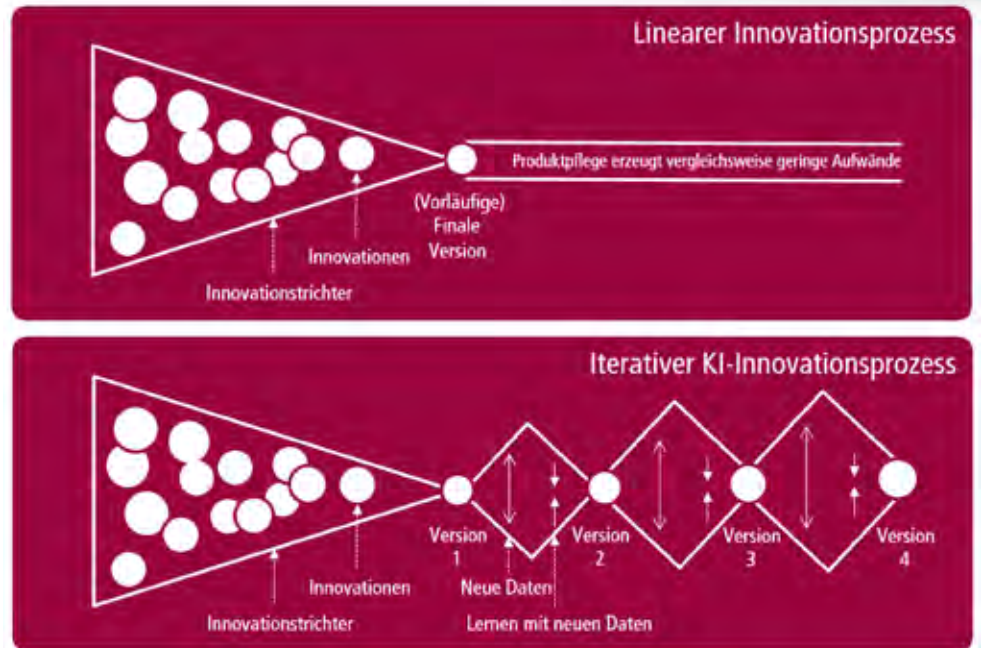 Linearer Innovationsprozess
Produktpflege erzeugt vergleichsweise geringe Aufwände
(Vorläufige)
Finale
Version
Innovationen
Innovationstrichter
Iterativer KI-Innovationsprozess
Version
1
Version
2
Version
3
Version
4
Neue Daten
Innovationen
Lernen mit neuen Daten
Innovationstrichter